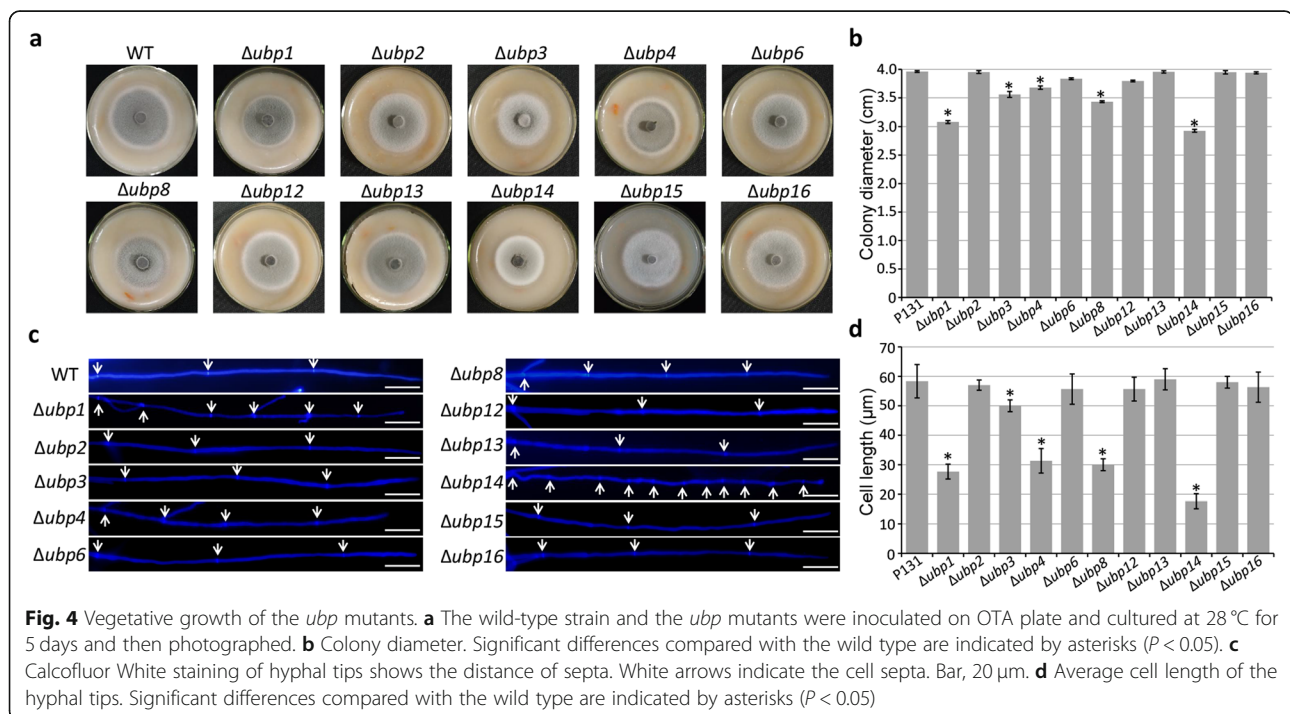 a
WT Δubp1 Δubp2 Δubp3 Δubp4 Δubp6
Δubp8 Δubp12 Δubp13 Δubp14 Δubp15 Δubp16
b
Colony diameter (cm)
4.0
3.5
3.0
2.5
2.0
1.5
1.0
0.5
0
* * * * *
P131 Δubp1 Δubp2 Δubp3 Δubp4 Δubp6 Δubp8 Δubp12 Δubp13 Δubp14 Δubp15 Δubp16
c
WT
Δubp1
Δubp2
Δubp3
Δubp4
Δubp6
Δubp8
Δubp12
Δubp13
Δubp14
Δubp15
Δubp16
d
Cell length (μm)
70
60
50
40
30
20
10
0
* * * * *
P131 Δubp1 Δubp2 Δubp3 Δubp4 Δubp6 Δubp8 Δubp12 Δubp13 Δubp14 Δubp15 Δubp16
Fig. 4 Vegetative growth of the ubp mutants. a The wild-type strain and the ubp mutants were inoculated on OTA plate and cultured at 28 °C for
5 days and then photographed. b Colony diameter. Significant differences compared with the wild type are indicated by asterisks (P < 0.05). c
Calcofluor White staining of hyphal tips shows the distance of septa. White arrows indicate the cell septa. Bar, 20 μm. d Average cell length of the
hyphal tips. Significant differences compared with the wild type are indicated by asterisks (P < 0.05)